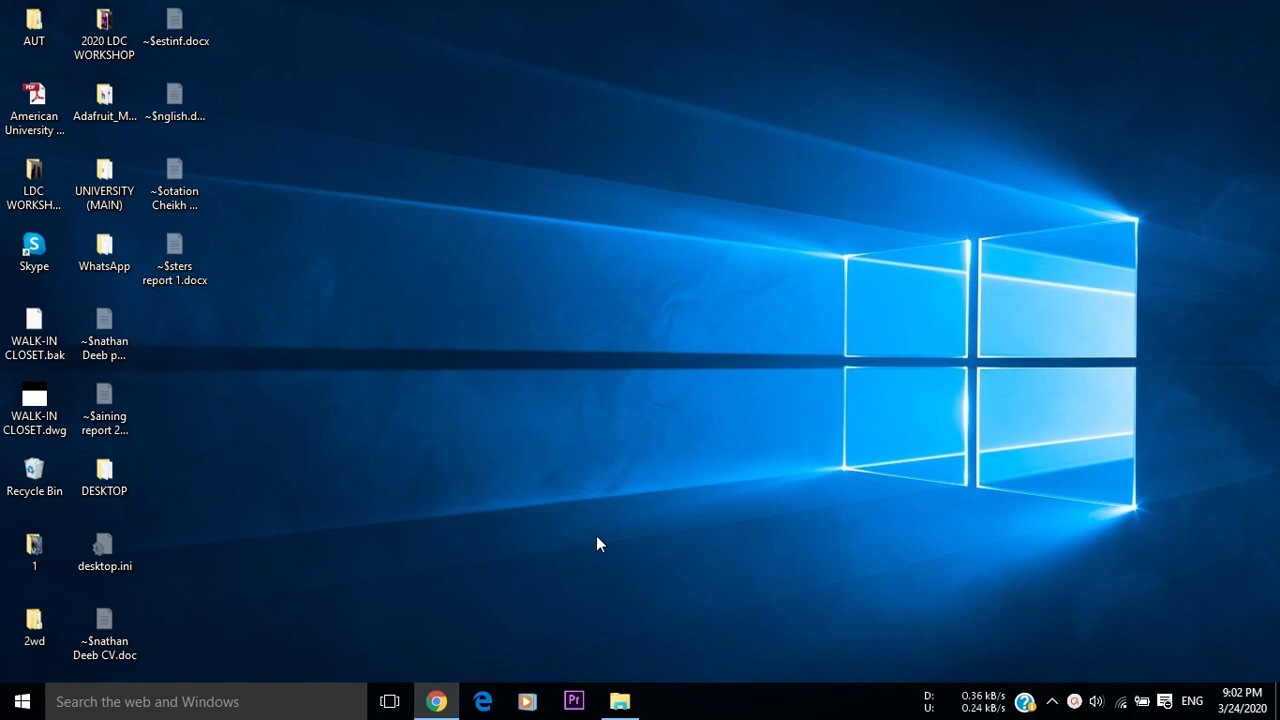 AUT
2020 LDC
WORKSHOP
~$estinf.docx
PDF
American
University ...
Adafruit_M...
~$nglish.d...
LDC
WORKSH...
UNIVERSITY
(MAIN)
~$otation
Cheikh ...
Skype
WhatsApp
~$sters
report 1.docx
WALK-IN
CLOSET.bak
~$nathan
Deeb p...
WALK-IN
CLOSET.dwg
~$aining
report 2...
Recycle Bin
DESKTOP
1
desktop.ini
2wd
~$nathan
Deeb CV.doc
Search the web and Windows
Pr
D: 0.36 kB/s
U: 0.24 kB/s
ENG
9:02 PM
3/24/2020